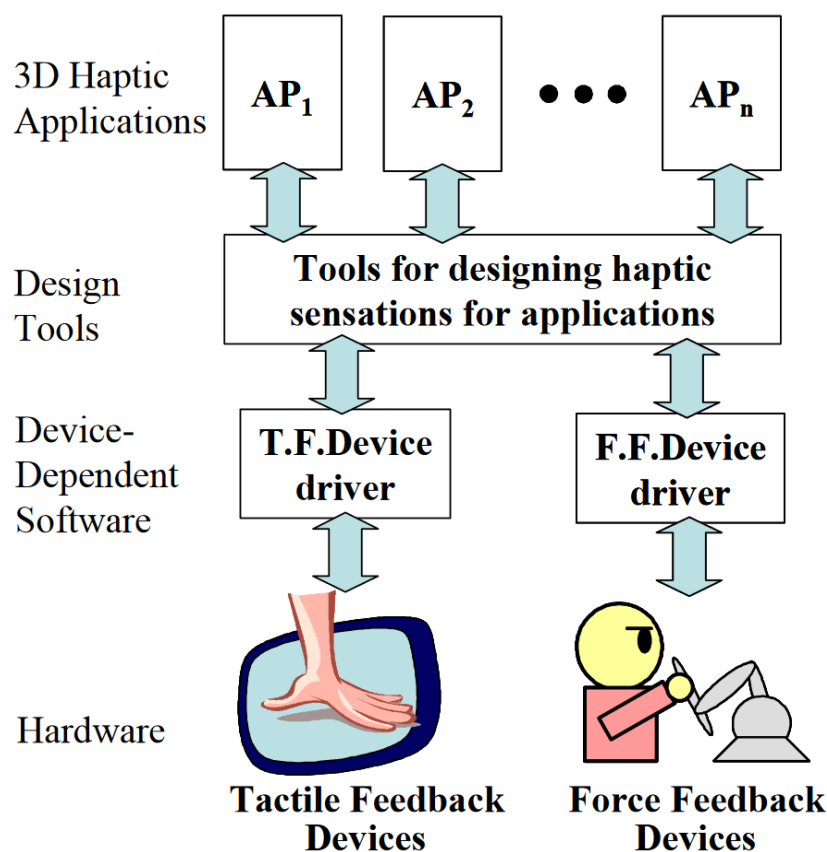 3D Haptic
Applications
AP1
AP2
● ● ●
APn
Design
Tools
Tools for designing haptic
sensations for applications
Device-
Dependent
Software
T.F.Device
driver
F.F.Device
driver
Hardware
Tactile Feedback
Devices
Force Feedback
Devices